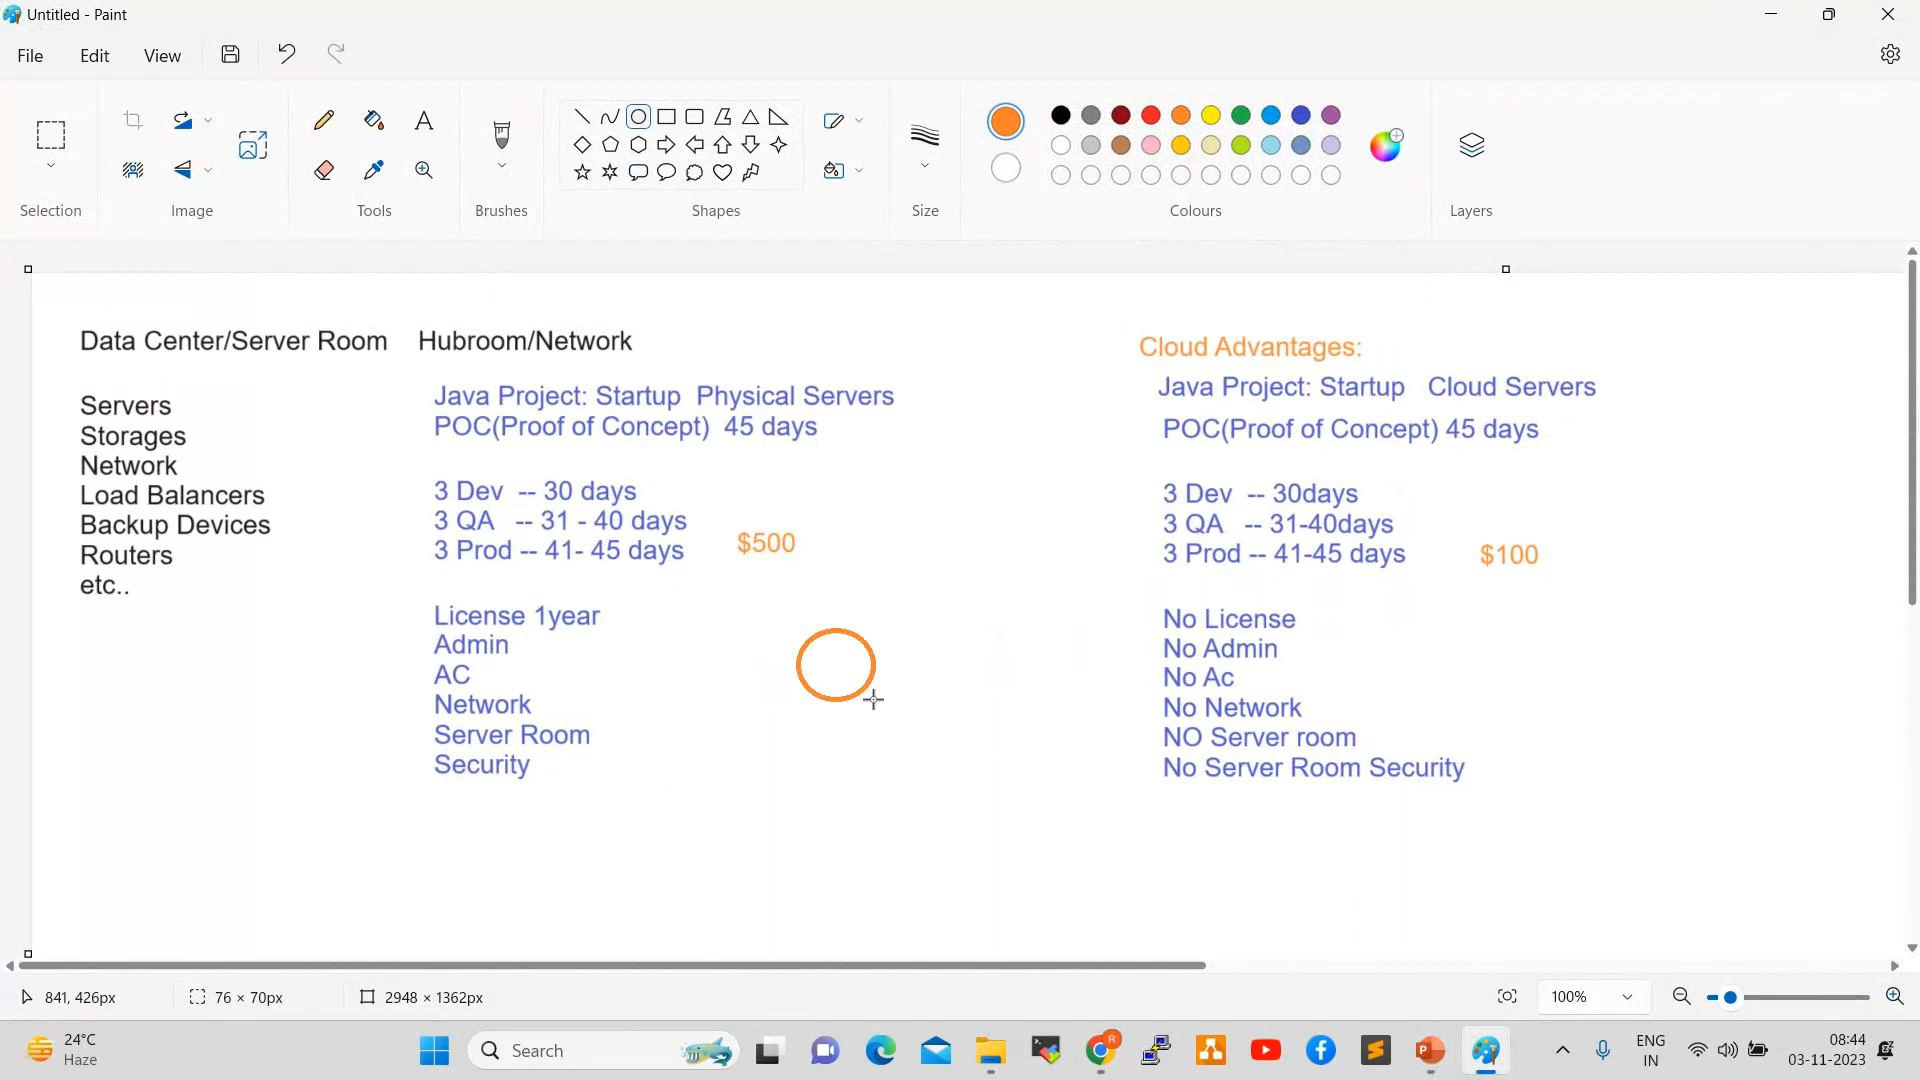 Untitled - Paint
File Edit View
Selection
Image
Tools
Brushes
Shapes
Size
Colours
Layers
Data Center/Server Room Hubroom/Network
Servers
Storages
Network
Load Balancers
Backup Devices
Routers
etc..
Java Project: Startup Physical Servers
POC(Proof of Concept) 45 days
3 Dev -- 30 days
3 QA -- 31 - 40 days
3 Prod -- 41- 45 days
$500
License 1year
Admin
AC
Network
Server Room
Security
Cloud Advantages:
Java Project: Startup Cloud Servers
POC(Proof of Concept) 45 days
3 Dev -- 30days
3 QA -- 31-40days
3 Prod -- 41-45 days
$100
No License
No Admin
No Ac
No Network
NO Server room
No Server Room Security
841, 426px
76 × 70px
2948 × 1362px
100%
24°C
Haze
Search
R
ENG
IN
08:44
03-11-2023